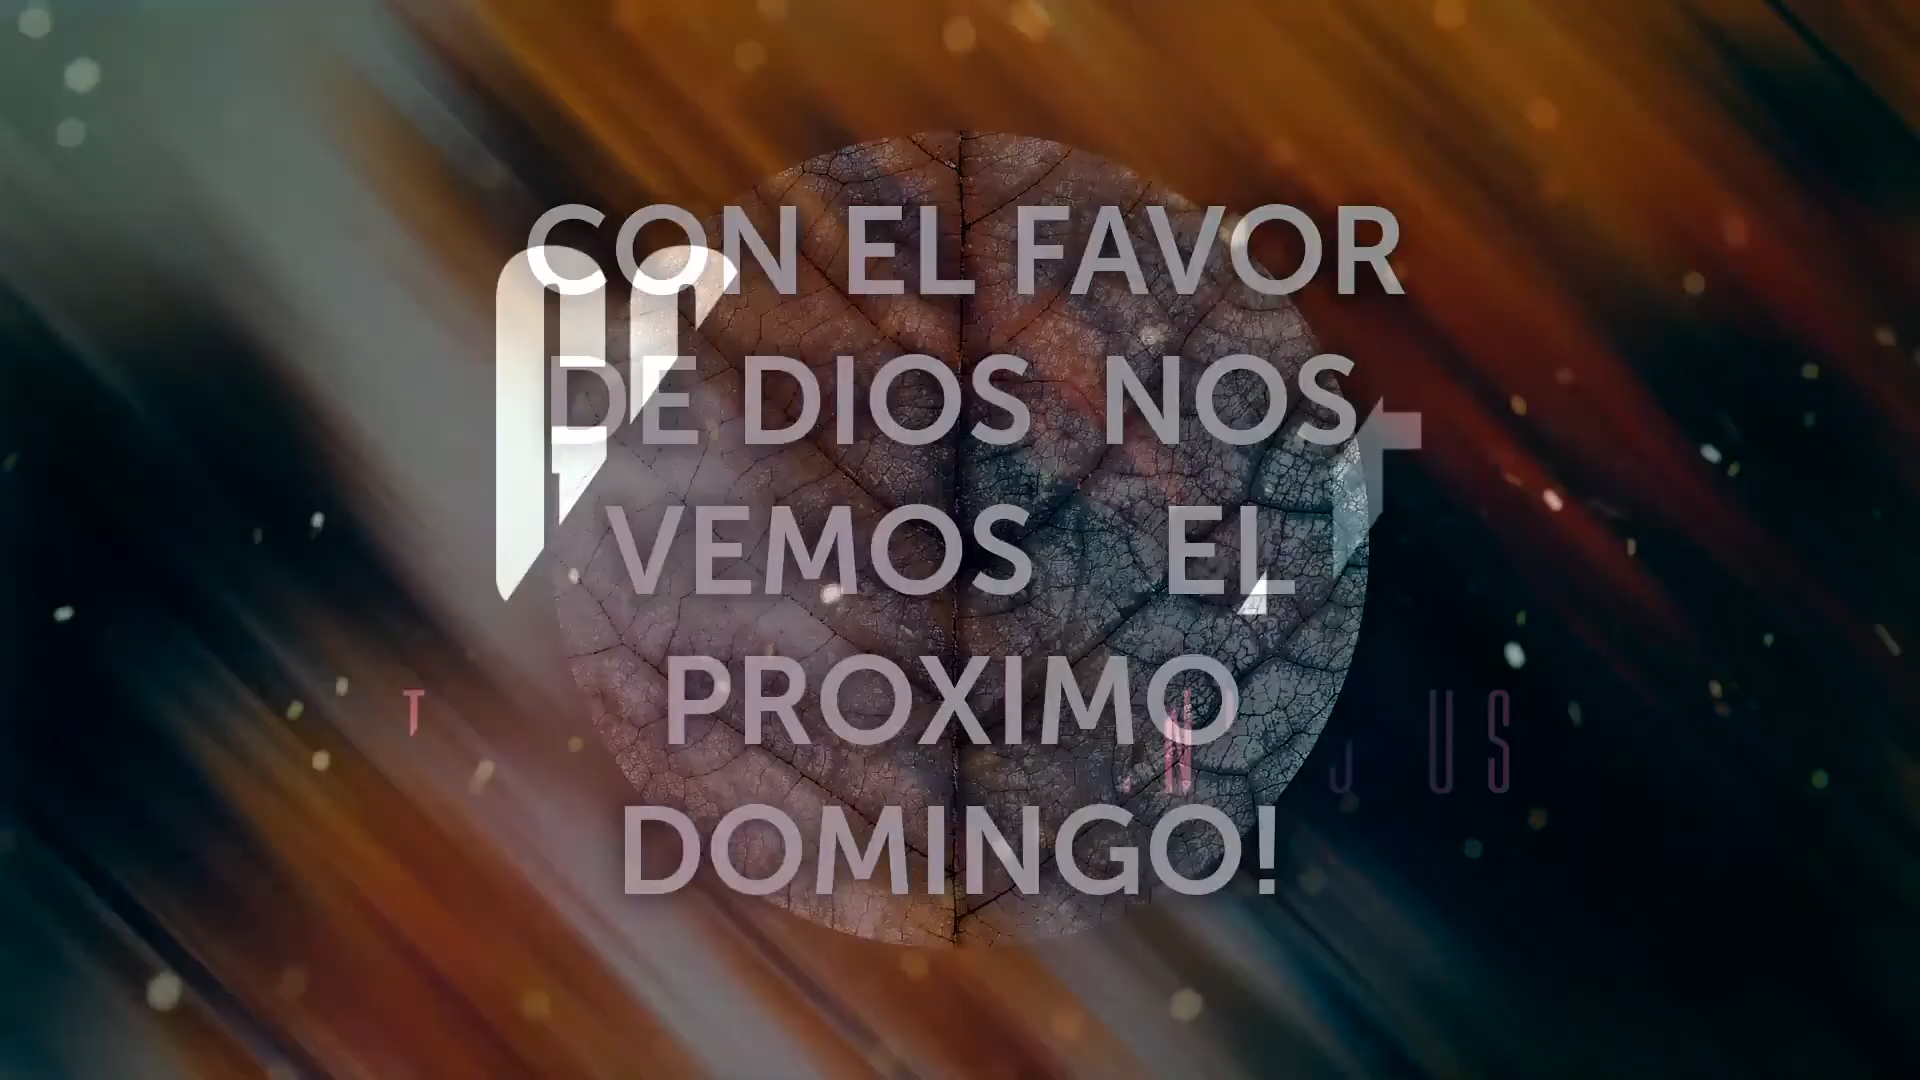 CON EL FAVOR
DE DIOS NOS
VEMOS EL
PROXIMO
DOMINGO!